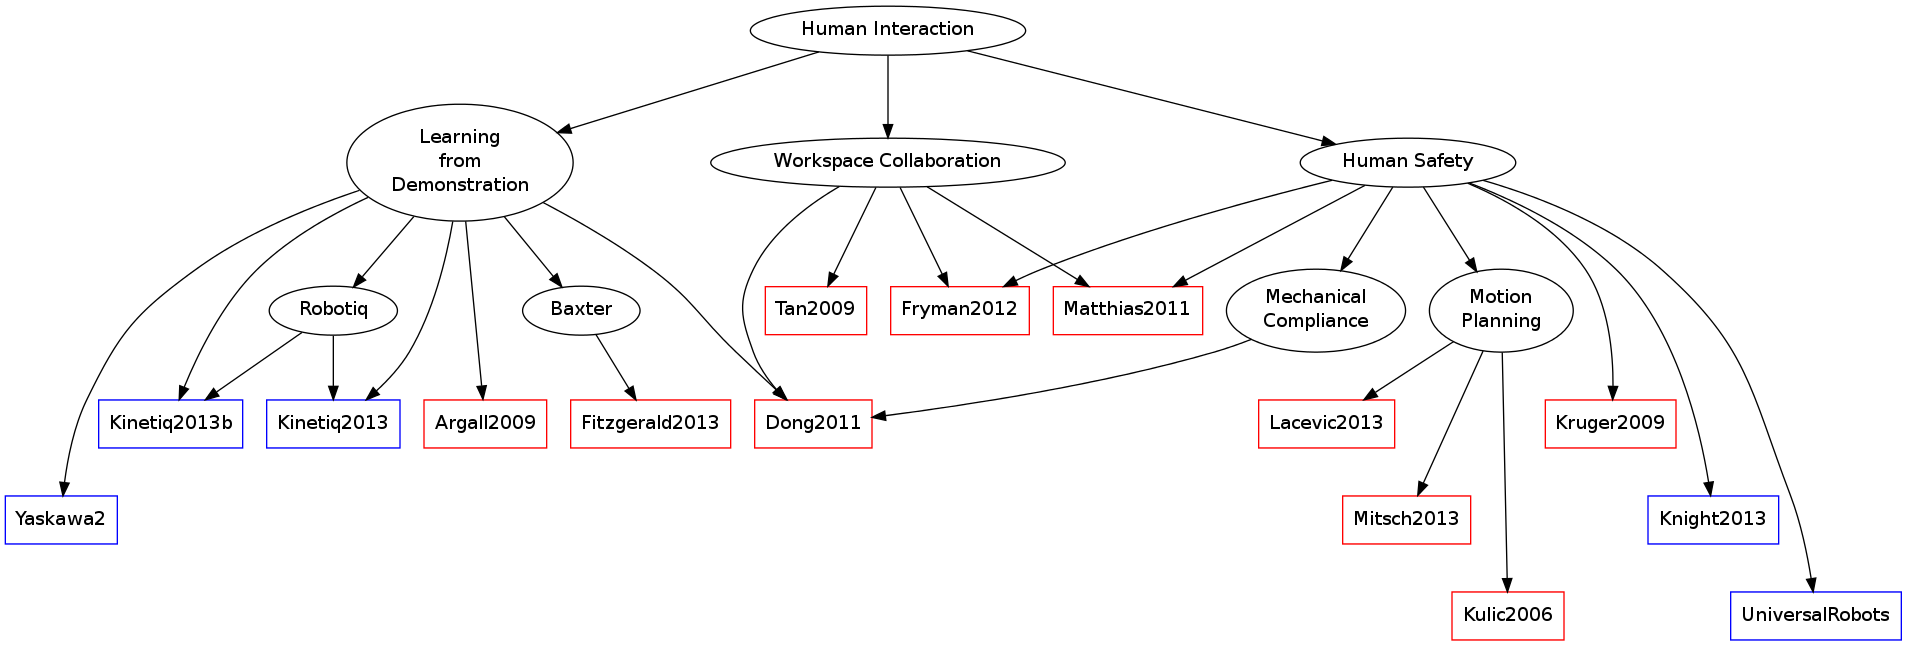 Human Interaction
Learning
from
Demonstration
Workspace Collaboration
Human Safety
Robotiq
Baxter
Tan2009
Fryman2012
Matthias2011
Mechanical
Compliance
Motion
Planning
Kinetiq2013b
Kinetiq2013
Argall2009
Fitzgerald2013
Dong2011
Lacevic2013
Kruger2009
Yaskawa2
Mitsch2013
Knight2013
Kulic2006
UniversalRobots